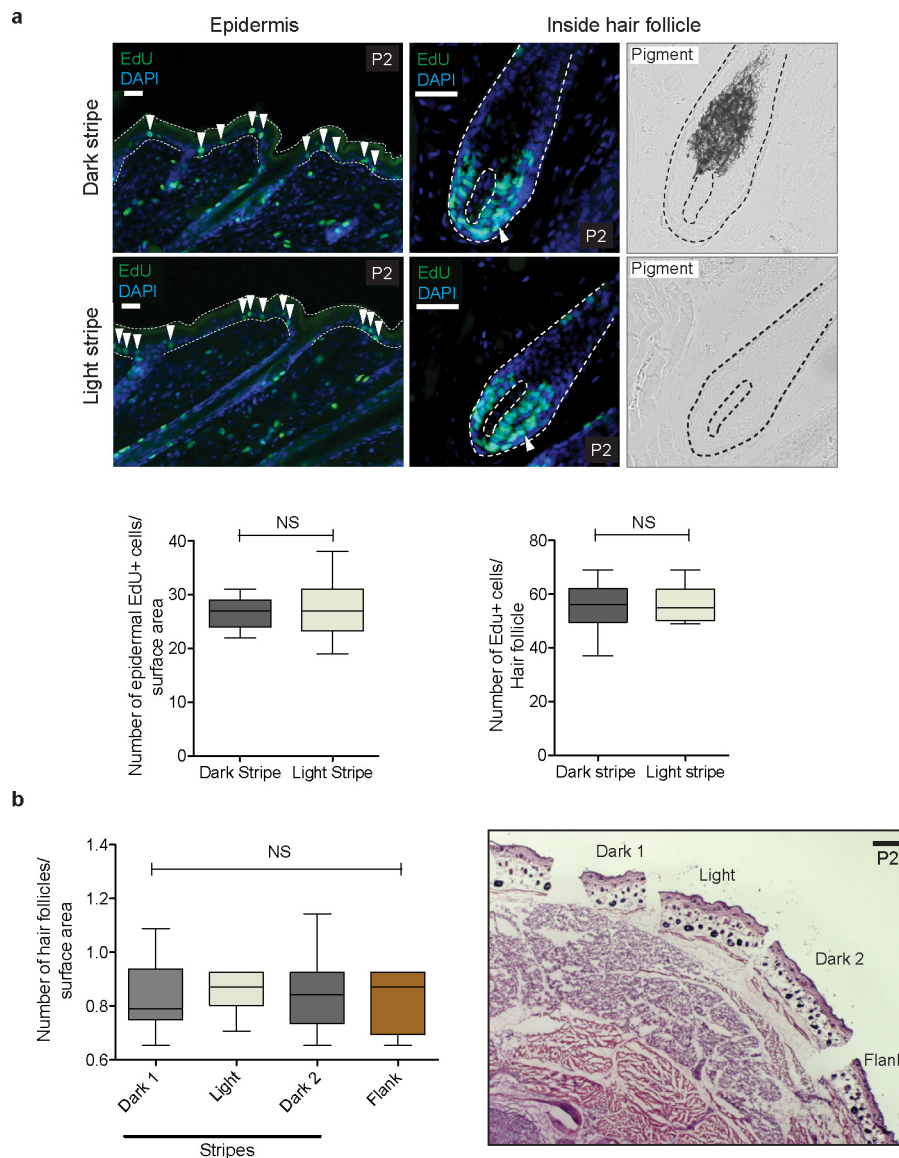 a
Epidermis
Inside hair follicle
Dark stripe
EdU
DAPI
P2
EdU
DAPI
P2
Pigment
Light stripe
EdU
DAPI
P2
EdU
DAPI
P2
Pigment
Number of epidermal EdU+ cells/
surface area
NS
40
30
20
10
0
Dark Stripe
Light Stripe
Number of Edu+ cells/
Hair follicle
NS
80
60
40
20
0
Dark stripe
Light stripe
b
Number of hair follicles/
surface area
NS
1.4
1.2
1.0
0.8
0.6
Dark 1
Light
Dark 2
Flank
Stripes
Dark 1
Light
Dark 2
Flank
P2